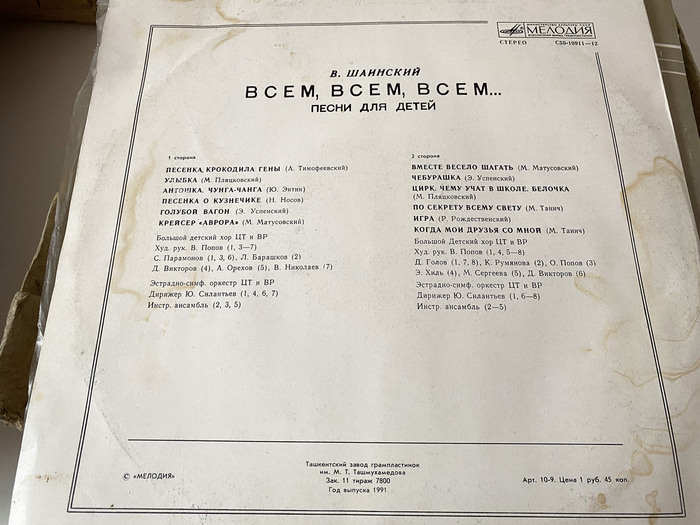 МИНИСТЕРСТВО КУЛЬТУРЫ СССР
МЕЛОДИЯ
СТЕРЕО С50-10911—12
В. ШАИНСКИЙ
ВСЕМ, ВСЕМ, ВСЕМ...
ПЕСНИ ДЛЯ ДЕТЕЙ
1 сторона
ПЕСЕНКА КРОКОДИЛА ГЕНЫ (А. Тимофеевский)
УЛЫБКА (М. Пляцковский)
АНТОШКА, ЧУНГА-ЧАНГА (Ю. Энтин)
ПЕСЕНКА О КУЗНЕЧИКЕ (Н. Носов)
ГОЛУБОЙ ВАГОН (Э. Успенский)
КРЕЙСЕР «АВРОРА» (М. Матусовский)
Большой детский хор ЦТ и ВР
Худ. рук. В. Попов (1, 3—7)
С. Парамонов (1, 3, 6), Л. Барашков (2)
Д. Викторов (4), А. Орехов (5), В. Николаев (7)
Эстрадно-симф. оркестр ЦТ и ВР
Дирижер Ю. Силантьев (1, 4, 6, 7)
Инстр. ансамбль (2, 3, 5)
2 сторона
ВМЕСТЕ ВЕСЕЛО ШАГАТЬ (М. Матусовский)
ЧЕБУРАШКА (Э. Успенский)
ЦИРК, ЧЕМУ УЧАТ В ШКОЛЕ, БЕЛОЧКА
(М. Пляцковский)
ПО СЕКРЕТУ ВСЕМУ СВЕТУ (М. Танич)
ИГРА (Р. Рождественский)
КОГДА МОИ ДРУЗЬЯ СО МНОЙ (М. Танич)
Большой Детский хор ЦТ и ВР
Худ. рук. В. Попов (1, 4, 5—8)
Д. Голов (1, 7, 8), К. Румянова (2), О. Попов (3)
Э. Хиль (4), М. Сергеева (5), Д. Викторов (6)
Эстрадно-симф. оркестр ЦТ и ВР
Дирижер Ю. Силантьев (1, 6—8)
Инстр. ансамбль (2—5)
© «МЕЛОДИЯ»
Ташкентский завод грампластинок
им. М. Т. Ташмухамедова
Зак. 11 тираж 7800
Год выпуска 1991
Арт. 10-9. Цена 1 руб. 45 коп.